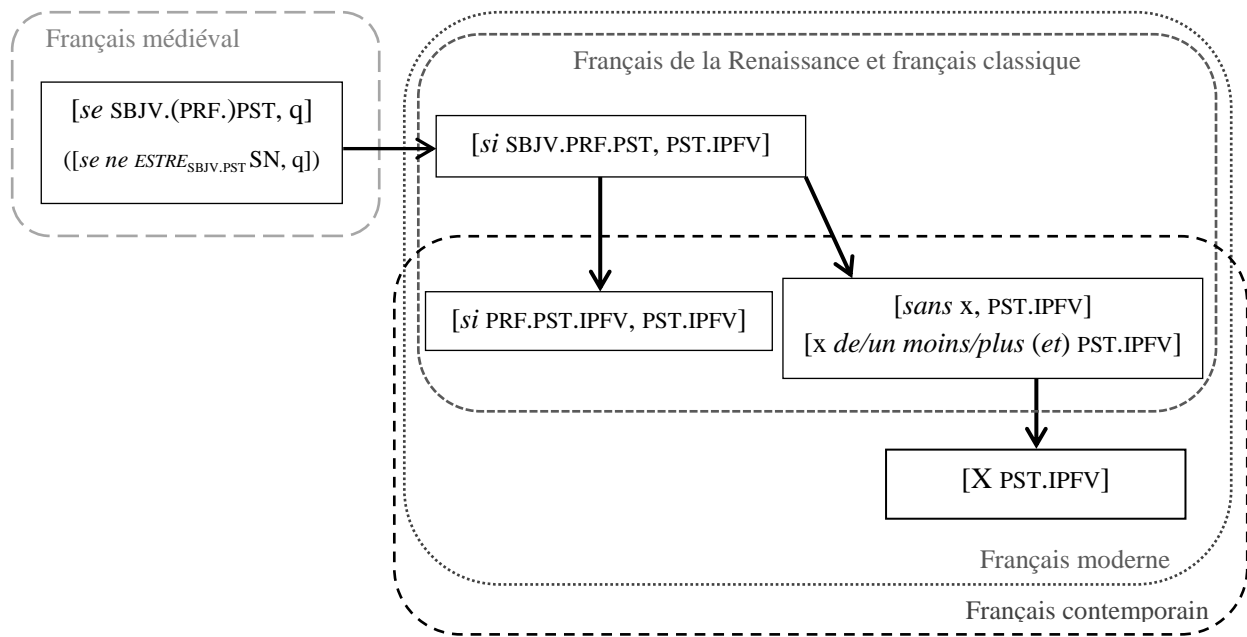 Français médiéval
[se SBJV.(PRF.)PST, q]
([se ne ESTRE SBJV.PST SN, q])
Français de la Renaissance et français classique
[si SBJV.PRF.PST, PST.IPFV]
[si PRF.PST.IPFV, PST.IPFV]
[sans x, PST.IPFV]
[x de/un moins/plus (et) PST.IPFV]
[X PST.IPFV]
Français moderne
Français contemporain